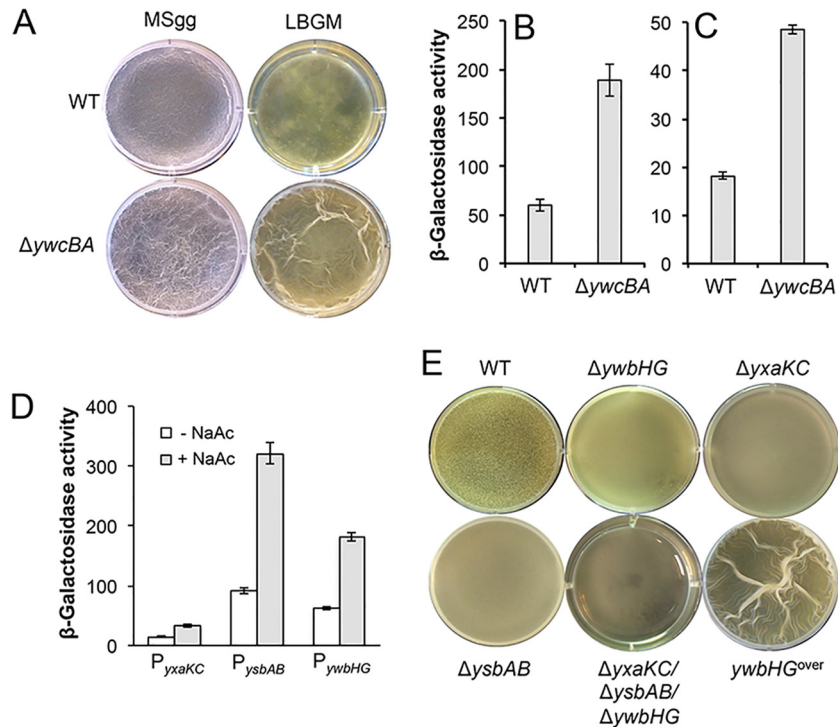 A
MSgg
LBGM
WT
ΔywcBA
B
β-Galactosidase activity
250
200
150
100
50
0
WT
ΔywcBA
C
50
40
30
20
10
0
WT
ΔywcBA
D
β-Galactosidase activity
400
300
200
100
0
- NaAc
+ NaAc
PyxaKC
PysbAB
PywbHG
E
WT
ΔywbHG
ΔyxaKC
ΔysbAB
ΔyxaKC/
ΔysbAB/
ΔywbHG
ywbHGover